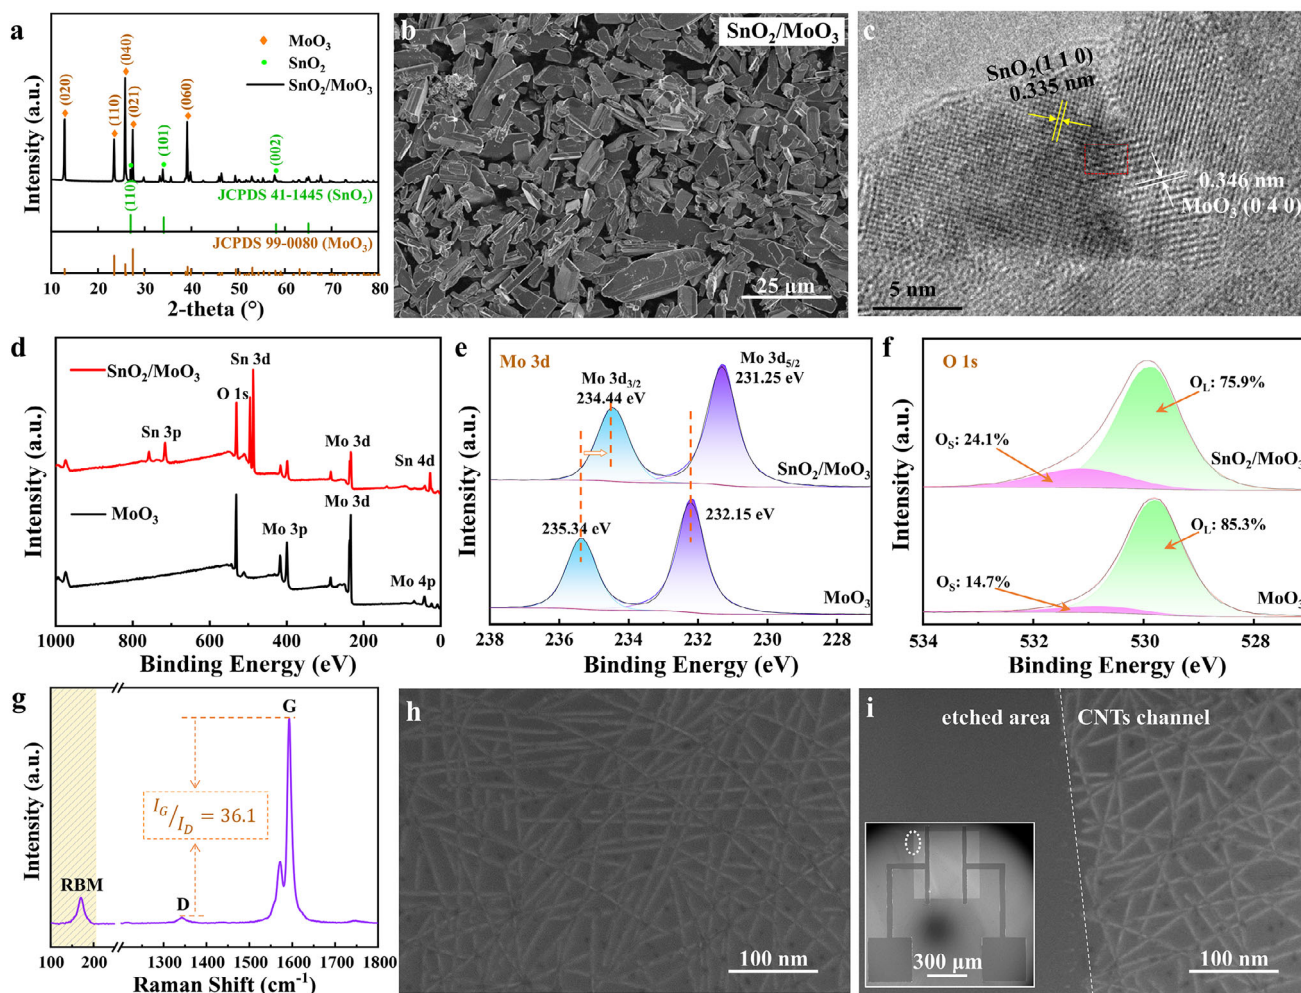 a
MoO₃
SnO₂
SnO₂/MoO₃
(020)
(110)
(040)
(021)
(060)
(110)
(101)
(002)
JCPDS 41-1445 (SnO₂)
JCPDS 99-0080 (MoO₃)
Intensity (a.u.)
10 20 30 40 50 60 70 80
2-theta (°)
b
SnO₂/MoO₃
25 μm
c
SnO₂(1 1 0)
0.335 nm
0.346 nm
MoO₃ (0 4 0)
5 nm
d
SnO₂/MoO₃
Sn 3p
O 1s
Sn 3d
Mo 3d
Sn 4d
MoO₃
Mo 3p
Mo 3d
Mo 4p
Intensity (a.u.)
1000 800 600 400 200 0
Binding Energy (eV)
e
Mo 3d
Mo 3d₃/₂
234.44 eV
Mo 3d₅/₂
231.25 eV
SnO₂/MoO₃
235.34 eV
232.15 eV
MoO₃
Intensity (a.u.)
238 236 234 232 230 228
Binding Energy (eV)
f
O 1s
O_L: 75.9%
O_S: 24.1%
SnO₂/MoO₃
O_L: 85.3%
O_S: 14.7%
MoO₃
Intensity (a.u.)
534 532 530 528
Binding Energy (eV)
g
G
I_G/I_D = 36.1
RBM
D
Intensity (a.u.)
100 200 1300 1400 1500 1600 1700 1800
Raman Shift (cm⁻¹)
h
100 nm
i
etched area
CNTs channel
300 μm
100 nm